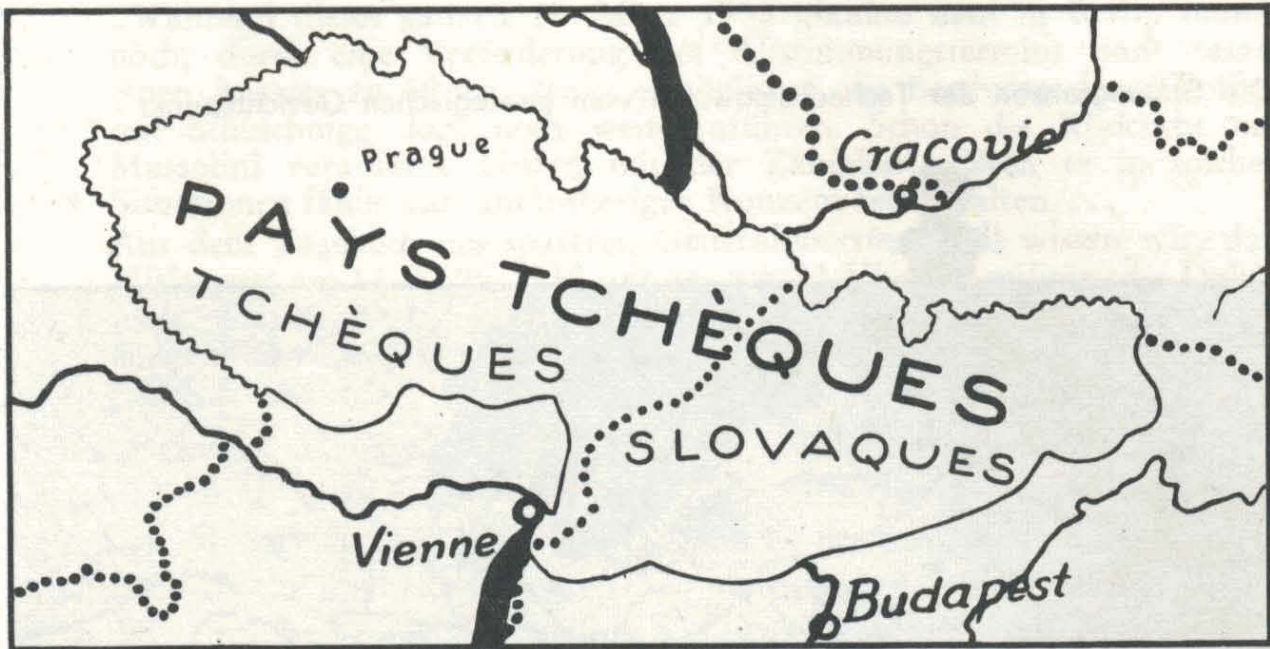 Prague
Cracovie
PAYS TCHÈQUES
TCHÈQUES
SLOVAQUES
Vienne
Budapest